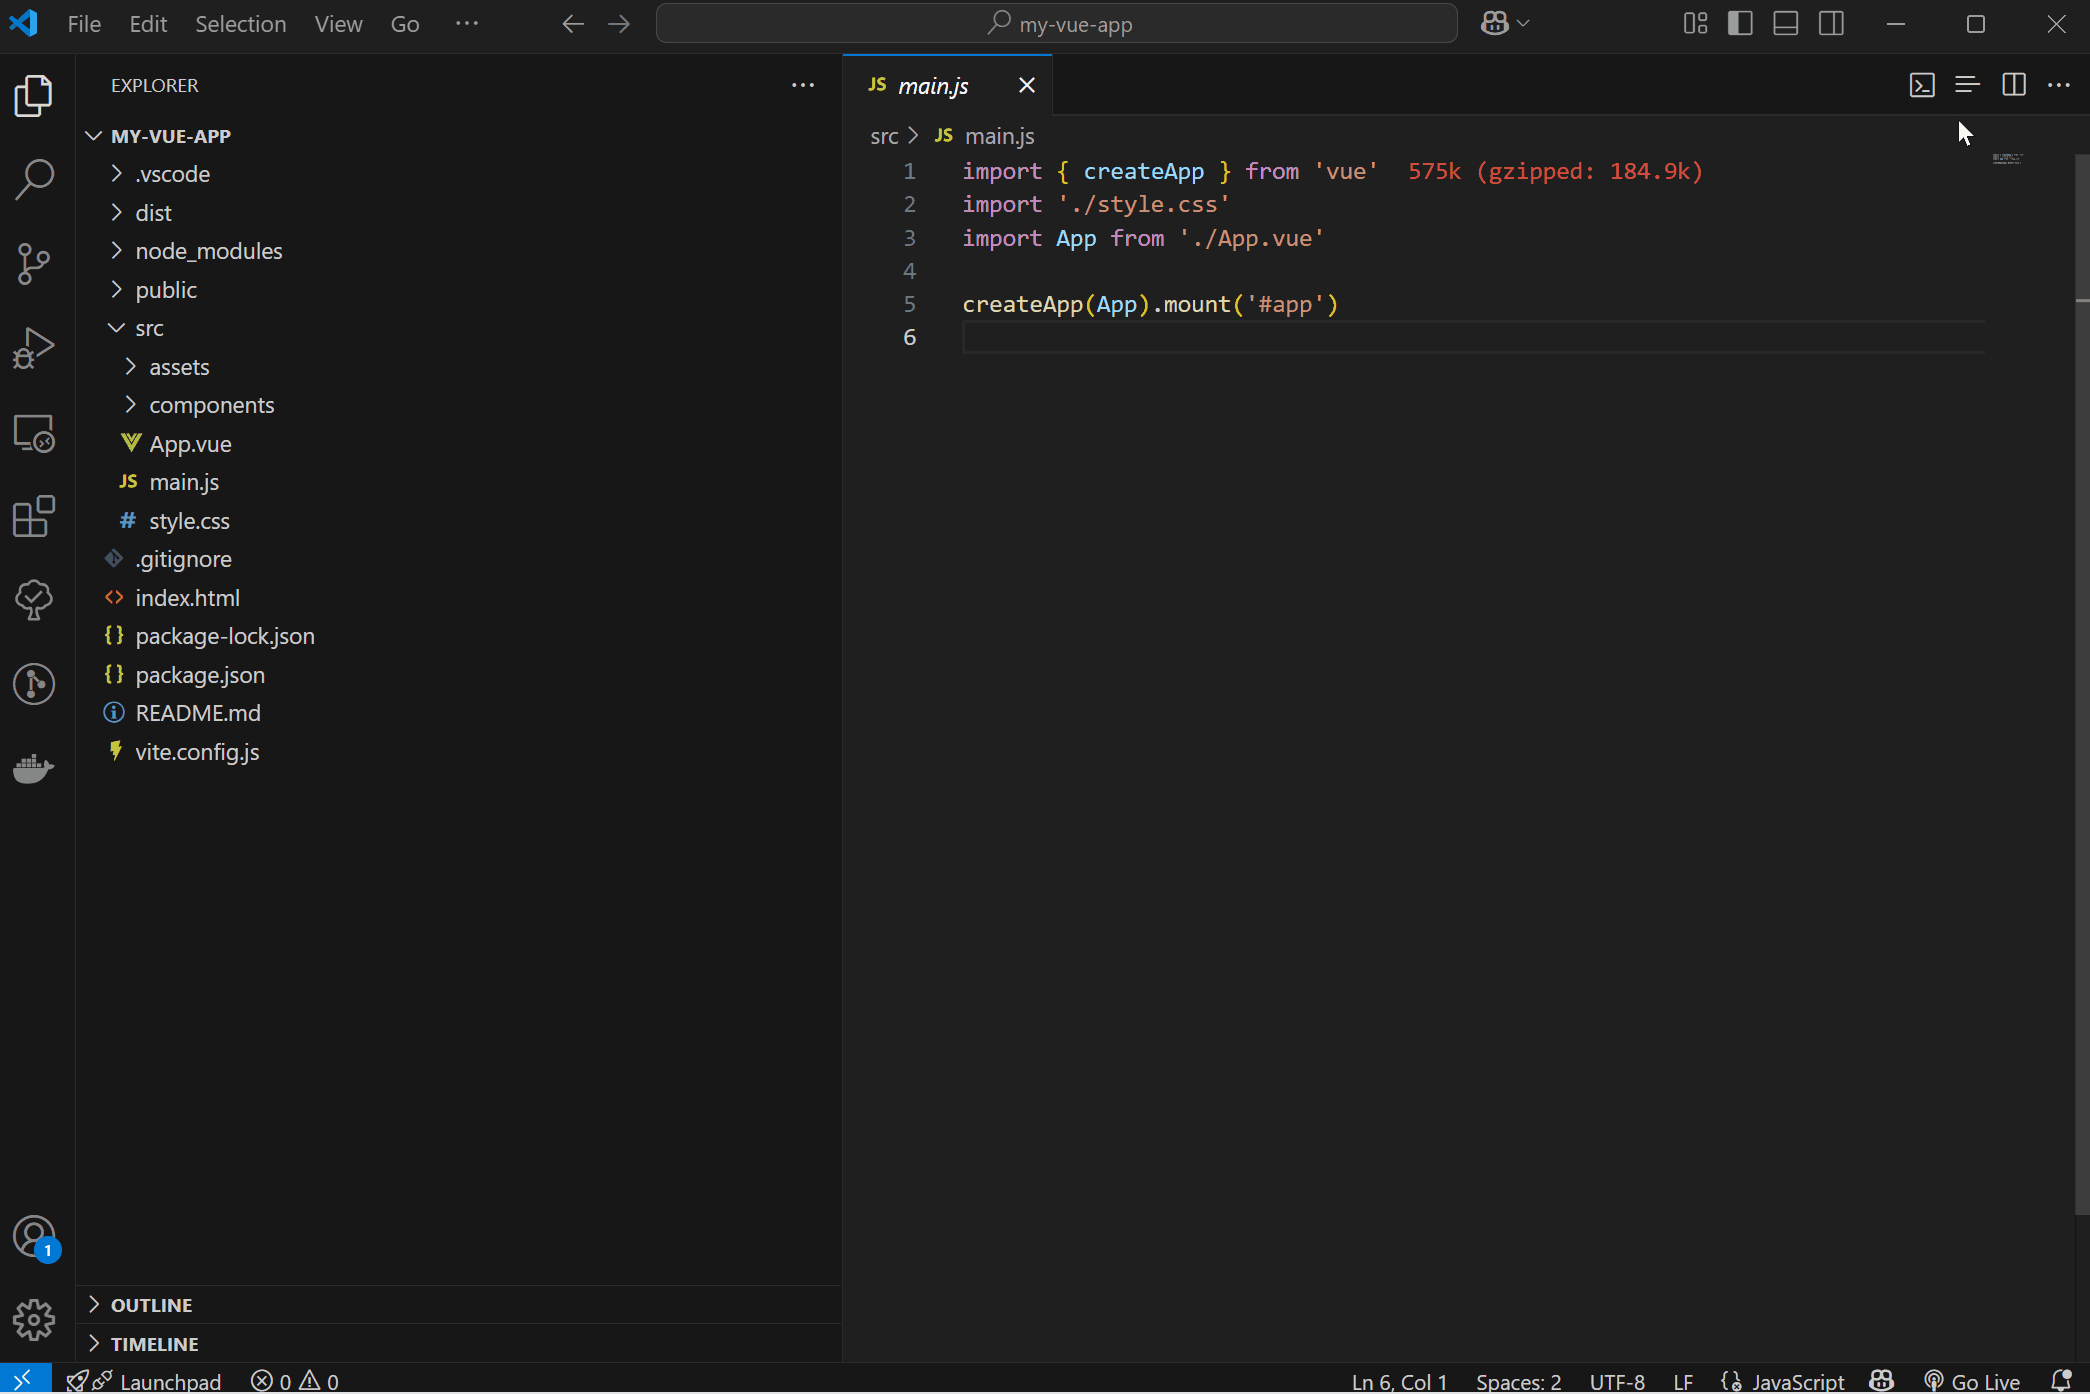 File Edit Selection View Go ··· my-vue-app
EXPLORER
MY-VUE-APP
.vscode
dist
node_modules
public
src
assets
components
App.vue
JS main.js
# style.css
.gitignore
<> index.html
{} package-lock.json
{} package.json
README.md
vite.config.js
OUTLINE
TIMELINE
JS main.js
src > JS main.js
1 import { createApp } from 'vue' 575k (gzipped: 184.9k)
2 import './style.css'
3 import App from './App.vue'
4
5 createApp(App).mount('#app')
6
1
Launchpad 0 0 Ln 6, Col 1 Spaces: 2 UTF-8 LF JavaScript Go Live